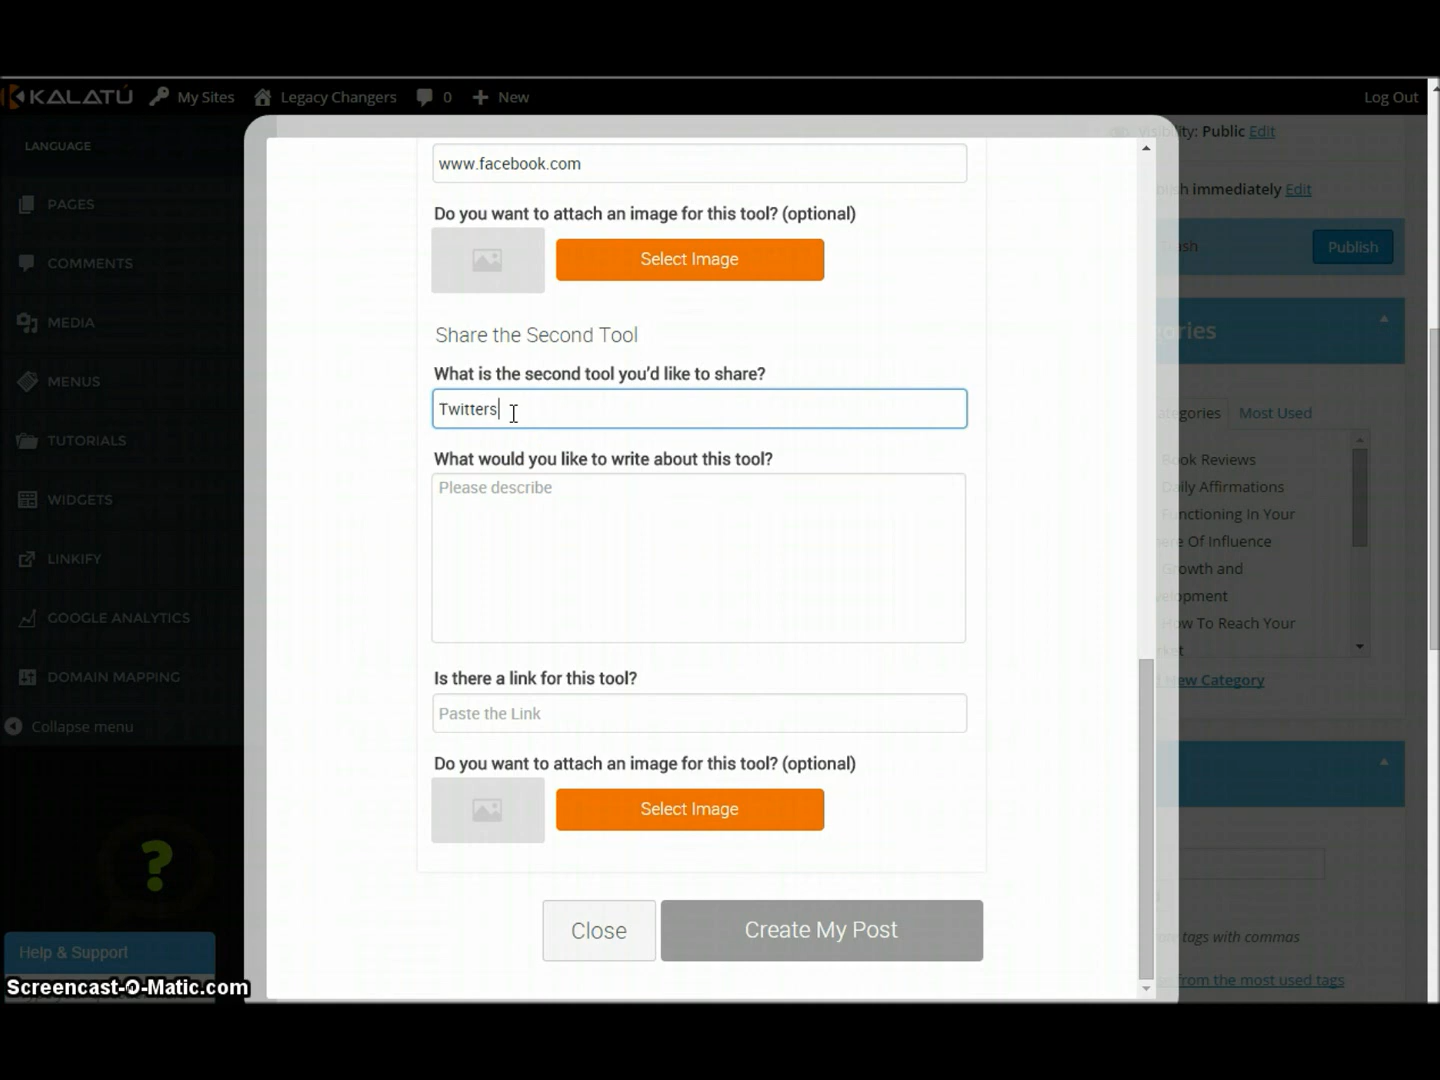 KALATÚ
My Sites
Legacy Changers
0
New
Log Out
LANGUAGE
PAGES
COMMENTS
MEDIA
MENUS
TUTORIALS
WIDGETS
LINKIFY
GOOGLE ANALYTICS
DOMAIN MAPPING
Collapse menu
?
Help & Support
Screencast-O-Matic.com
www.facebook.com
Do you want to attach an image for this tool? (optional)
Select Image
Share the Second Tool
What is the second tool you'd like to share?
Twitters
What would you like to write about this tool?
Please describe
Is there a link for this tool?
Paste the Link
Do you want to attach an image for this tool? (optional)
Select Image
Close
Create My Post
Public Edit
immediately Edit
Publish
Most Used
Book Reviews
Daily Affirmations
Functioning In Your
Of Influence
Growth and
How To Reach Your
New Category
tags with commas
from the most used tags